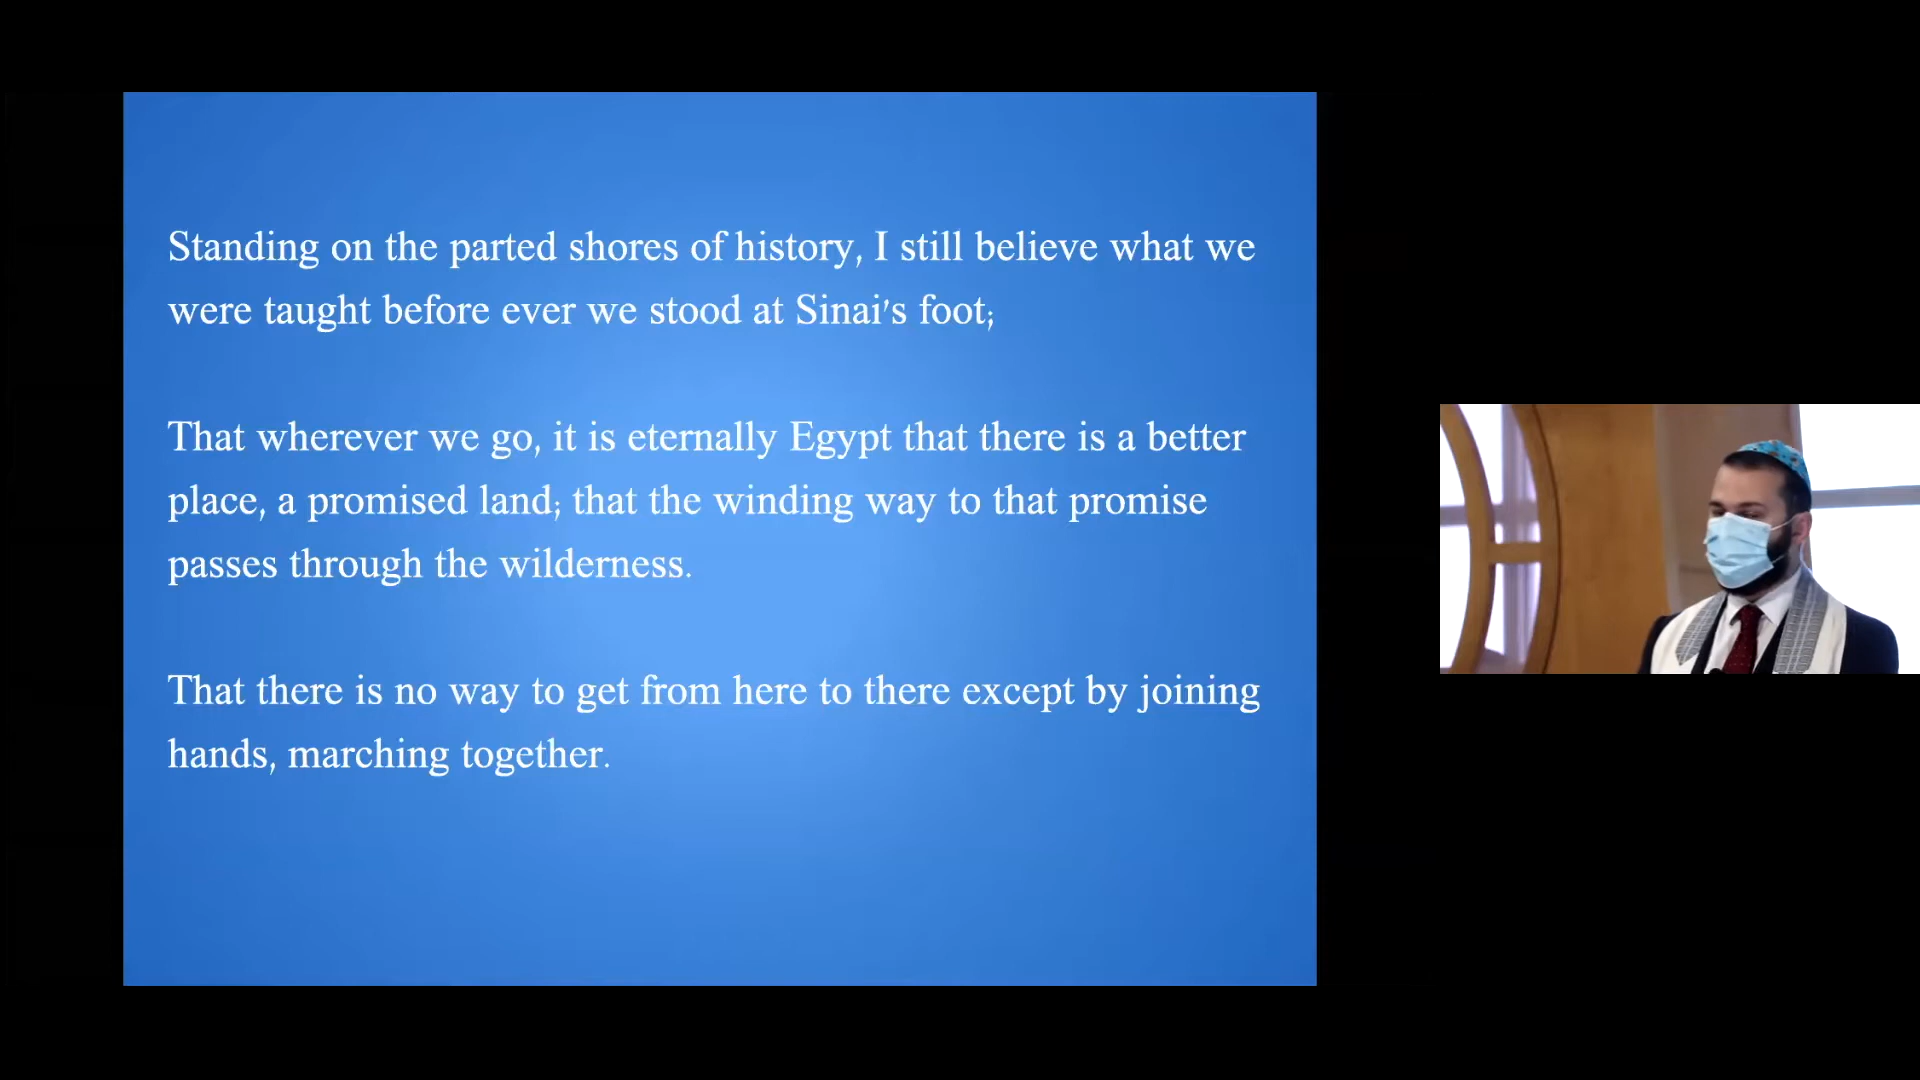 Standing on the parted shores of history, I still believe what we
were taught before ever we stood at Sinai's foot;
That wherever we go, it is eternally Egypt that there is a better
place, a promised land; that the winding way to that promise
passes through the wilderness.
That there is no way to get from here to there except by joining
hands, marching together.